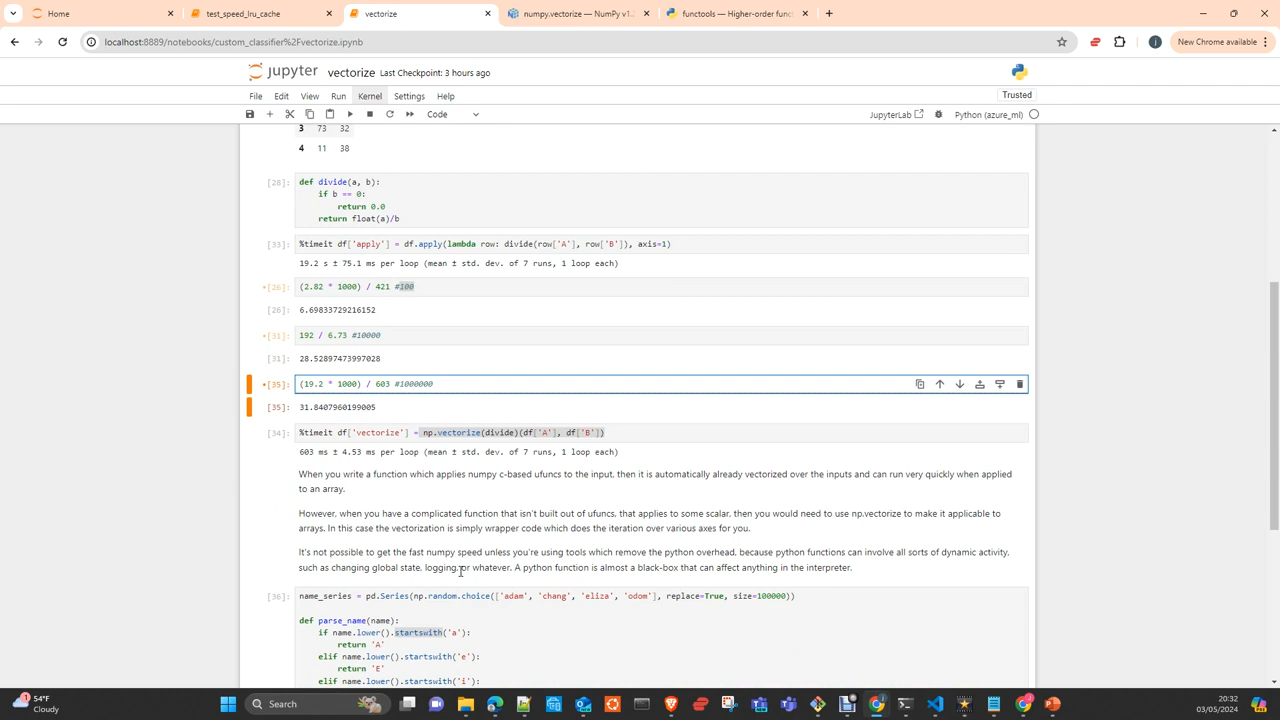 Home
test_speed_lru_cache
vectorize
numpy.vectorize — NumPy v1.
functools — Higher-order func
localhost:8889/notebooks/custom_classifier%2Fvectorize.ipynb
New Chrome available
jupyter vectorize Last Checkpoint: 3 hours ago
File Edit View Run Kernel Settings Help
Trusted
Code
JupyterLab
Python (azure_ml)
3 73 32
4 11 38
[28]: def divide(a, b):
if b == 0:
return 0.0
return float(a)/b
[33]: %timeit df['apply'] = df.apply(lambda row: divide(row['A'], row['B']), axis=1)
19.2 s ± 75.1 ms per loop (mean ± std. dev. of 7 runs, 1 loop each)
[26]: (2.82 * 1000) / 421 #100
[26]: 6.69833729216152
[31]: 192 / 6.73 #10000
[31]: 28.52897473997028
[35]: (19.2 * 1000) / 603 #1000000
[35]: 31.8407960199005
[34]: %timeit df['vectorize'] = np.vectorize(divide)(df['A'], df['B'])
603 ms ± 4.53 ms per loop (mean ± std. dev. of 7 runs, 1 loop each)
When you write a function which applies numpy c-based ufuncs to the input, then it is automatically already vectorized over the inputs and can run very quickly when applied
to an array.
However, when you have a complicated function that isn't built out of ufuncs, that applies to some scalar, then you would need to use np.vectorize to make it applicable to
arrays. In this case the vectorization is simply wrapper code which does the iteration over various axes for you.
It's not possible to get the fast numpy speed unless you're using tools which remove the python overhead, because python functions can involve all sorts of dynamic activity,
such as changing global state, logging, or whatever. A python function is almost a black-box that can affect anything in the interpreter.
[36]: name_series = pd.Series(np.random.choice(['adam', 'chang', 'eliza', 'odom'], replace=True, size=100000))
def parse_name(name):
if name.lower().startswith('a'):
return 'A'
elif name.lower().startswith('e'):
return 'E'
elif name.lower().startswith('i'):
54°F
Cloudy
Search
20:32
03/05/2024